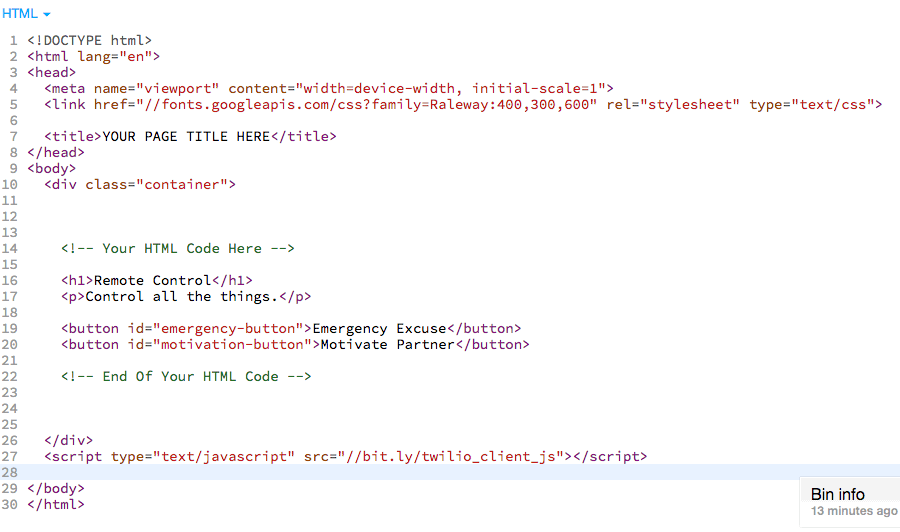 HTML
1 <!DOCTYPE html>
2 <html lang="en">
3 <head>
4   <meta name="viewport" content="width=device-width, initial-scale=1">
5   <link href="//fonts.googleapis.com/css?family=Raleway:400,300,600" rel="stylesheet" type="text/css">
6
7   <title>YOUR PAGE TITLE HERE</title>
8 </head>
9 <body>
10   <div class="container">
11
12
13
14     <!-- Your HTML Code Here -->
15
16     <h1>Remote Control</h1>
17     <p>Control all the things.</p>
18
19     <button id="emergency-button">Emergency Excuse</button>
20     <button id="motivation-button">Motivate Partner</button>
21
22     <!-- End Of Your HTML Code -->
23
24
25
26   </div>
27   <script type="text/javascript" src="//bit.ly/twilio_client_js"></script>
28
29 </body>
30 </html>
Bin info
13 minutes ago